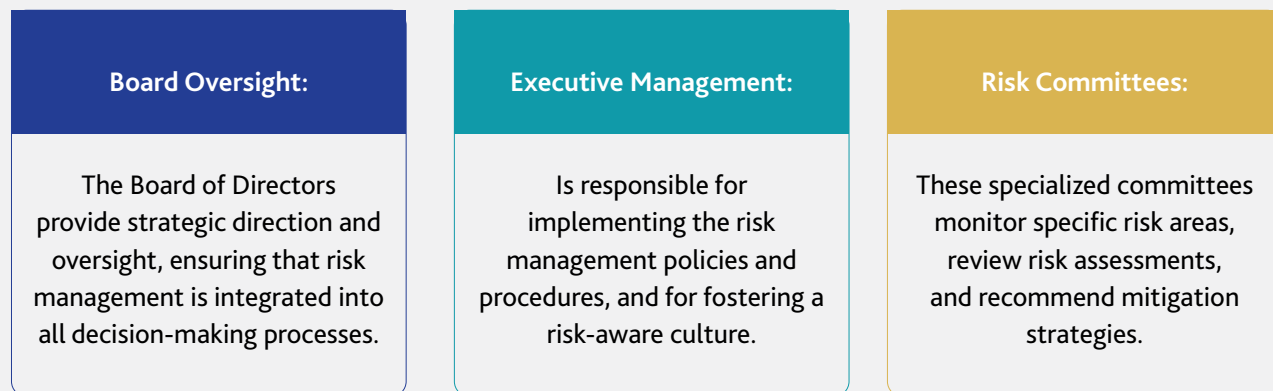 Board Oversight:
The Board of Directors
provide strategic direction and
oversight, ensuring that risk
management is integrated into
all decision-making processes.
Executive Management:
Is responsible for
implementing the risk
management policies and
procedures, and for fostering a
risk-aware culture.
Risk Committees:
These specialized committees
monitor specific risk areas,
review risk assessments,
and recommend mitigation
strategies.